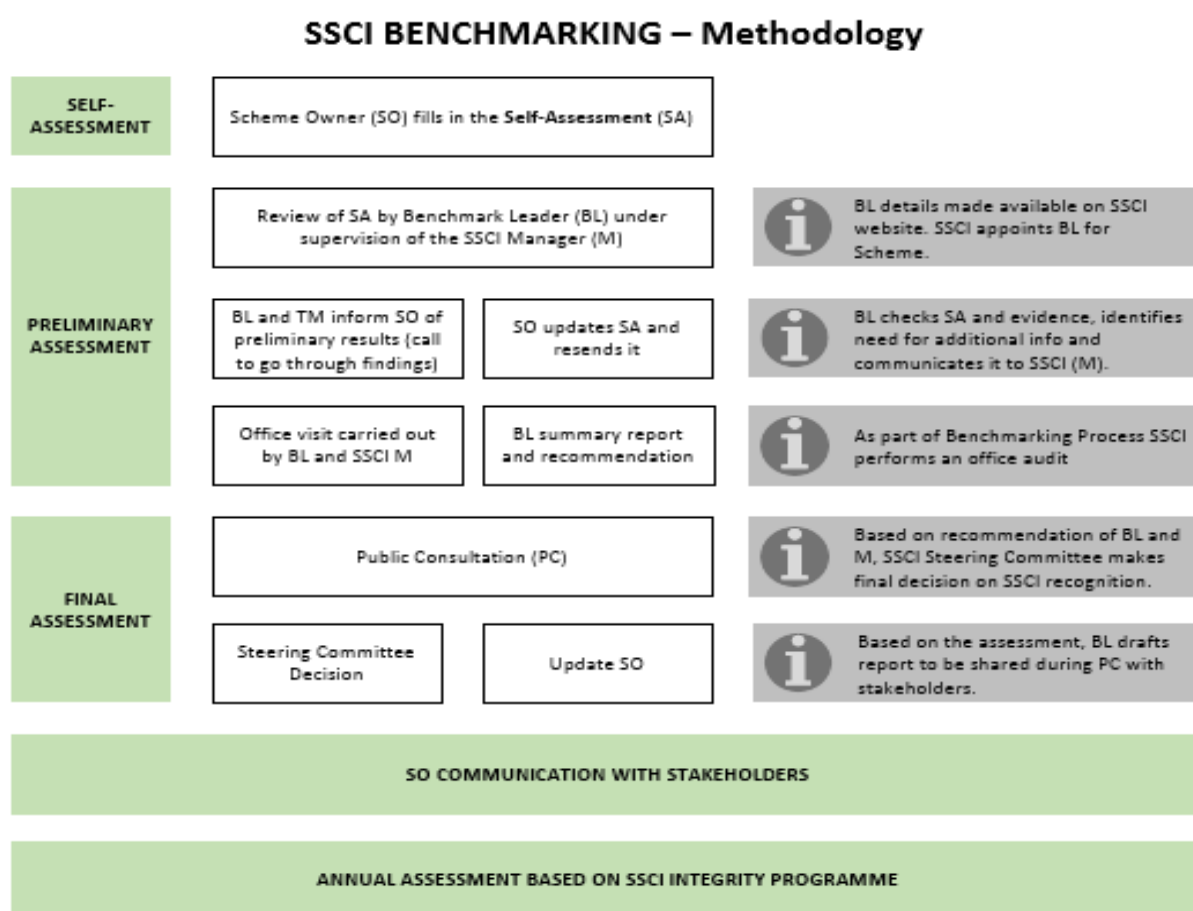 SSCI BENCHMARKING – Methodology
SELF-
ASSESSMENT
Scheme Owner (SO) fills in the Self-Assessment (SA)
PRELIMINARY
ASSESSMENT
Review of SA by Benchmark Leader (BL) under
supervision of the SSCI Manager (M)
BL details made available on SSCI
website. SSCI appoints BL for
Scheme.
BL and TM inform SO of
preliminary results (call
to go through findings)
SO updates SA and
resends it
BL checks SA and evidence, identifies
need for additional info and
communicates it to SSCI (M).
Office visit carried out
by BL and SSCI M
BL summary report
and recommendation
As part of Benchmarking Process SSCI
performs an office audit
FINAL
ASSESSMENT
Public Consultation (PC)
Based on recommendation of BL and
M, SSCI Steering Committee makes
final decision on SSCI recognition.
Steering Committee
Decision
Update SO
Based on the assessment, BL drafts
report to be shared during PC with
stakeholders.
SO COMMUNICATION WITH STAKEHOLDERS
ANNUAL ASSESSMENT BASED ON SSCI INTEGRITY PROGRAMME